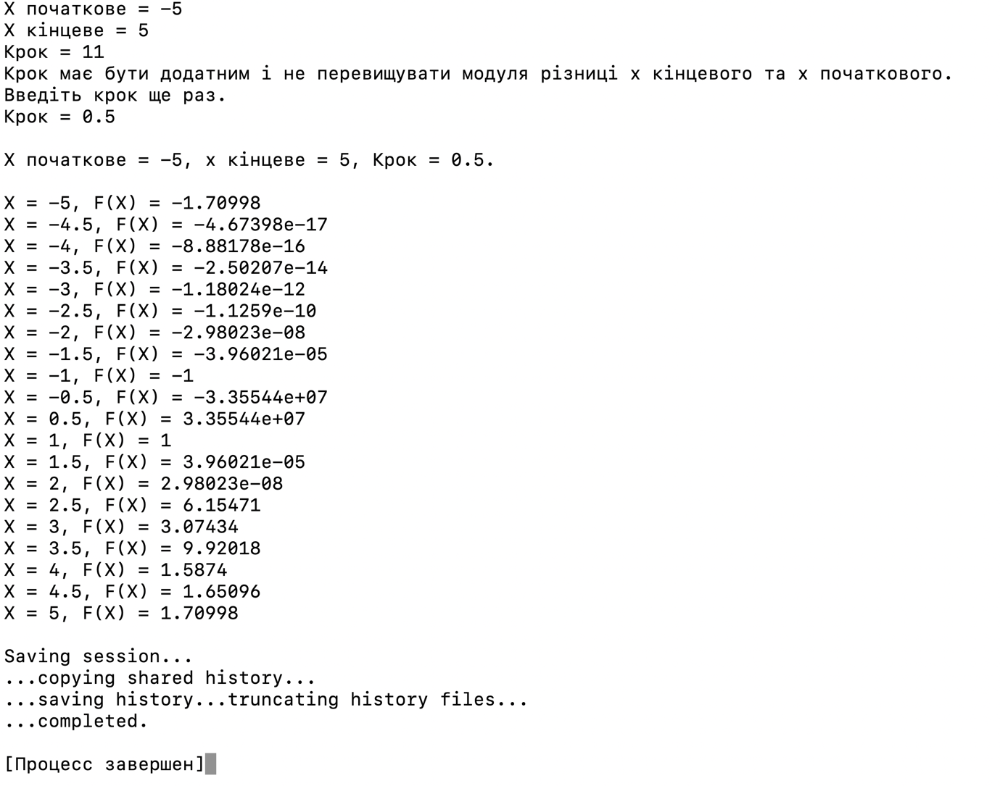 X початкове = -5
X кінцеве = 5
Крок = 11
Крок має бути додатним і не перевищувати модуля різниці х кінцевого та х початкового.
Введіть крок ще раз.
Крок = 0.5
X початкове = -5, х кінцеве = 5, Крок = 0.5.
X = -5, F(X) = -1.70998
X = -4.5, F(X) = -4.67398e-17
X = -4, F(X) = -8.88178e-16
X = -3.5, F(X) = -2.50207e-14
X = -3, F(X) = -1.18024e-12
X = -2.5, F(X) = -1.1259e-10
X = -2, F(X) = -2.98023e-08
X = -1.5, F(X) = -3.96021e-05
X = -1, F(X) = -1
X = -0.5, F(X) = -3.35544e+07
X = 0.5, F(X) = 3.35544e+07
X = 1, F(X) = 1
X = 1.5, F(X) = 3.96021e-05
X = 2, F(X) = 2.98023e-08
X = 2.5, F(X) = 6.15471
X = 3, F(X) = 3.07434
X = 3.5, F(X) = 9.92018
X = 4, F(X) = 1.5874
X = 4.5, F(X) = 1.65096
X = 5, F(X) = 1.70998
Saving session...
...copying shared history...
...saving history...truncating history files...
...completed.
[Процесс завершен]